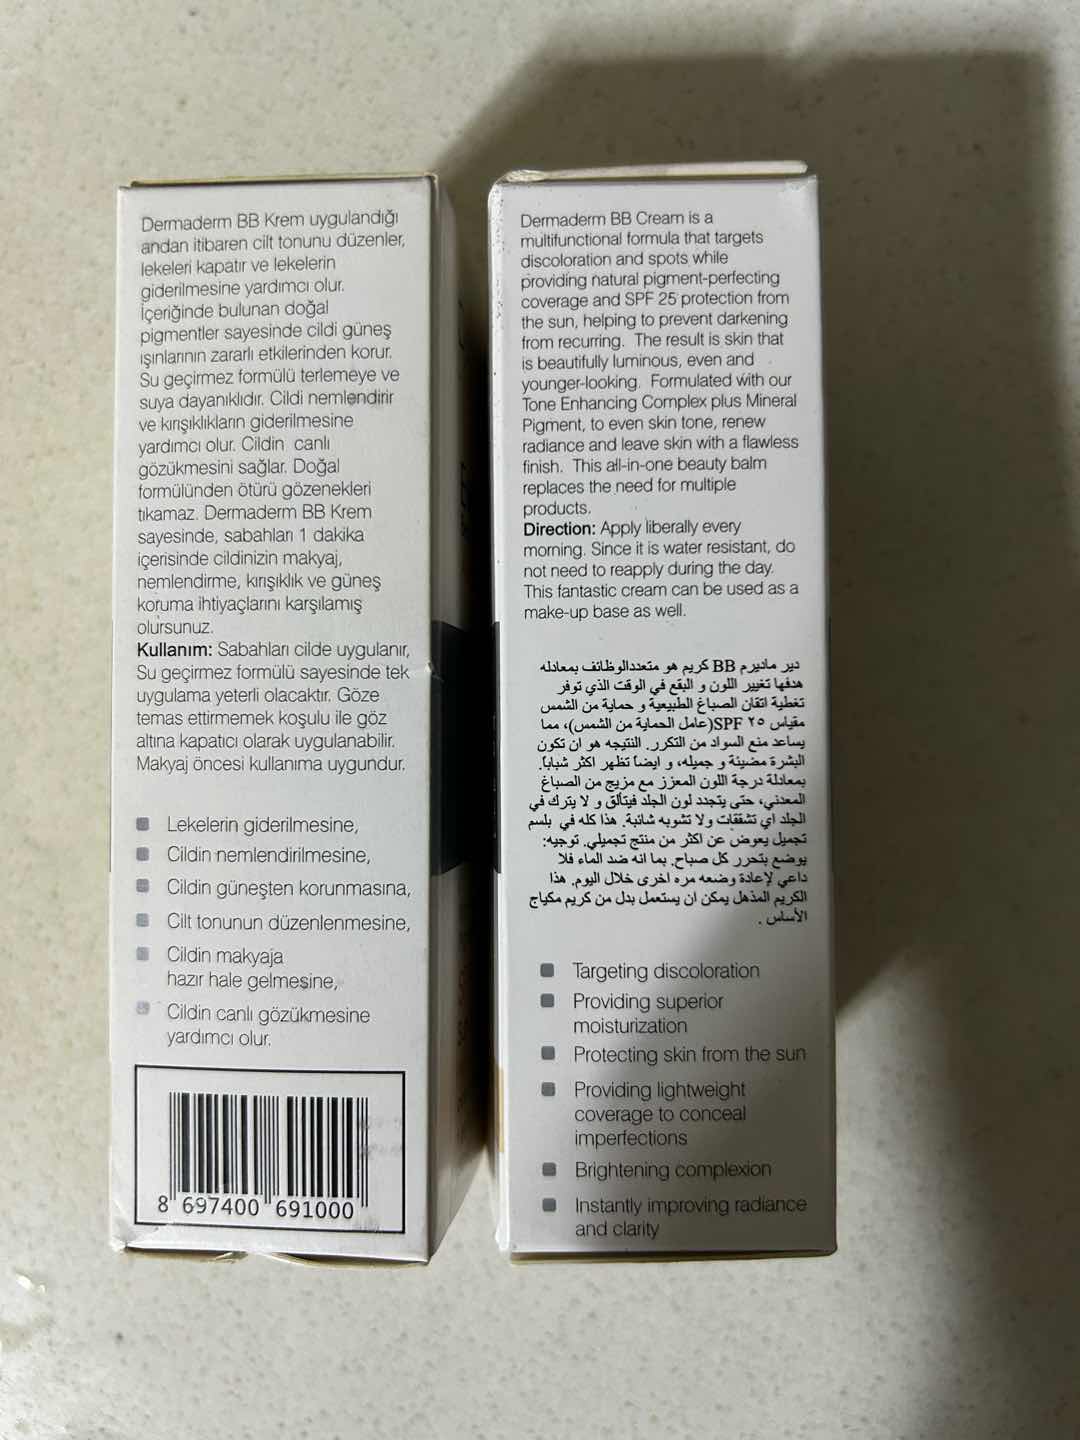 Dermaderm BB Krem uygulandığı
andan itibaren cilt tonunu düzenler,
lekeleri kapatır ve lekelerin
giderilmesine yardımcı olur.
İçeriğinde bulunan doğal
pigmentler sayesinde cildi güneş
ışınlarının zararlı etkilerinden korur.
Su geçirmez formülü terlemeye ve
suya dayanıklıdır. Cildi nemlendirir
ve kırışıklıkların giderilmesine
yardımcı olur. Cildin canlı
gözükmesini sağlar. Doğal
formülünden ötürü gözenekleri
tıkamaz. Dermaderm BB Krem
sayesinde, sabahları 1 dakika
içerisinde cildinizin makyaj,
nemlendirme, kırışıklık ve güneş
koruma ihtiyaçlarını karşılamış
olursunuz.
Kullanım: Sabahları cilde uygulanır,
Su geçirmez formülü sayesinde tek
uygulama yeterli olacaktır. Göze
temas ettirmemek koşulu ile göz
altına kapatıcı olarak uygulanabilir.
Makyaj öncesi kullanıma uygundur.
Lekelerin giderilmesine,
Cildin nemlendirilmesine,
Cildin güneşten korunmasına,
Cilt tonunun düzenlenmesine,
Cildin makyaja
hazır hale gelmesine,
Cildin canlı gözükmesine
yardımcı olur.
8 697400 691000
Dermaderm BB Cream is a
multifunctional formula that targets
discoloration and spots while
providing natural pigment-perfecting
coverage and SPF 25 protection from
the sun, helping to prevent darkening
from recurring. The result is skin that
is beautifully luminous, even and
younger-looking. Formulated with our
Tone Enhancing Complex plus Mineral
Pigment, to even skin tone, renew
radiance and leave skin with a flawless
finish. This all-in-one beauty balm
replaces the need for multiple
products.
Direction: Apply liberally every
morning. Since it is water resistant, do
not need to reapply during the day.
This fantastic cream can be used as a
make-up base as well.
دير ماديرم BB كريم هو متعددالوظائف بمعادله
هدفها تغيير اللون و البقع في الوقت الذي توفر
تغطية اتقان الصباغ الطبيعية و حماية من الشمس
مقياس ٢٥ SPF(عامل الحماية من الشمس)، مما
يساعد منع السواد من التكرر. النتيجه هو ان تكون
البشرة مضيئة و جميله، و ايضاً تظهر اكثر شباباً.
بمعادلة درجة اللون المعزز مع مزيج من الصباغ
المعدني، حتى يتجدد لون الجلد فيتألق و لا يترك في
الجلد اي تشققات ولا تشوبه شائبة. هذا كله في بلسم
تجميل يعوض عن اكثر من منتج تجميلي. توجيه:
يوضع بتحرر كل صباح. بما انه ضد الماء فلا
داعي لإعادة وضعه مره اخرى خلال اليوم. هذا
الكريم المذهل يمكن ان يستعمل بدل من كريم مكياج
الأساس .
Targeting discoloration
Providing superior
moisturization
Protecting skin from the sun
Providing lightweight
coverage to conceal
imperfections
Brightening complexion
Instantly improving radiance
and clarity